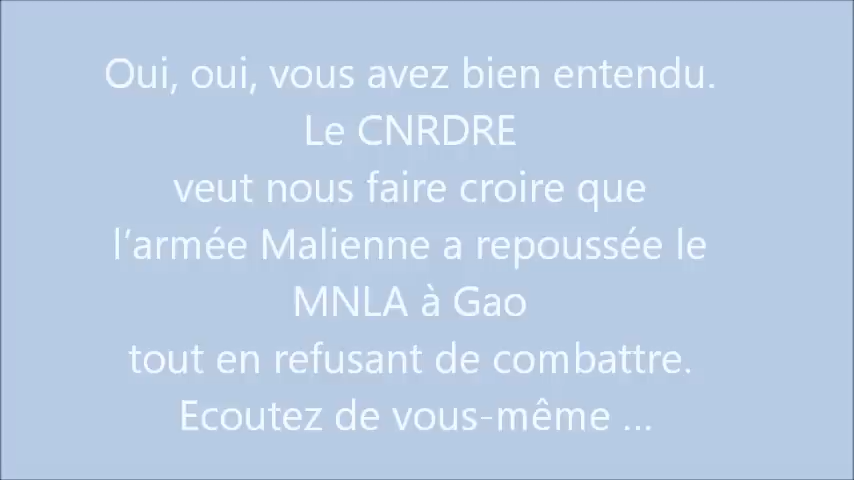 Oui, oui, vous avez bien entendu.
Le CNRDRE
veut nous faire croire que
l’armée Malienne a repoussée le
MNLA à Gao
tout en refusant de combattre.
Ecoutez de vous-même ...